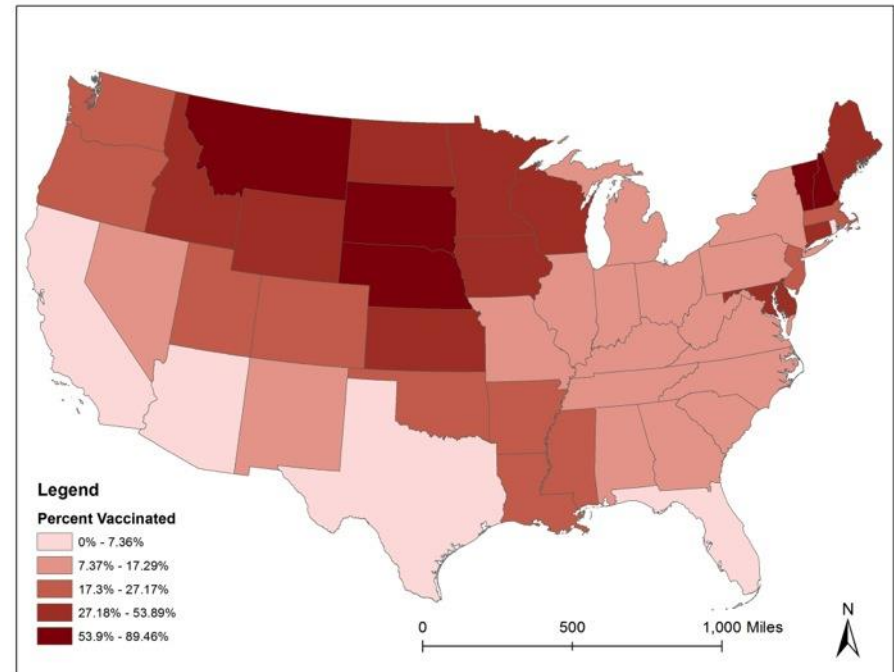 Legend
Percent Vaccinated
0% - 7.36%
7.37% - 17.29%
17.3% - 27.17%
27.18% - 53.89%
53.9% - 89.46%
0 500 1,000 Miles
N